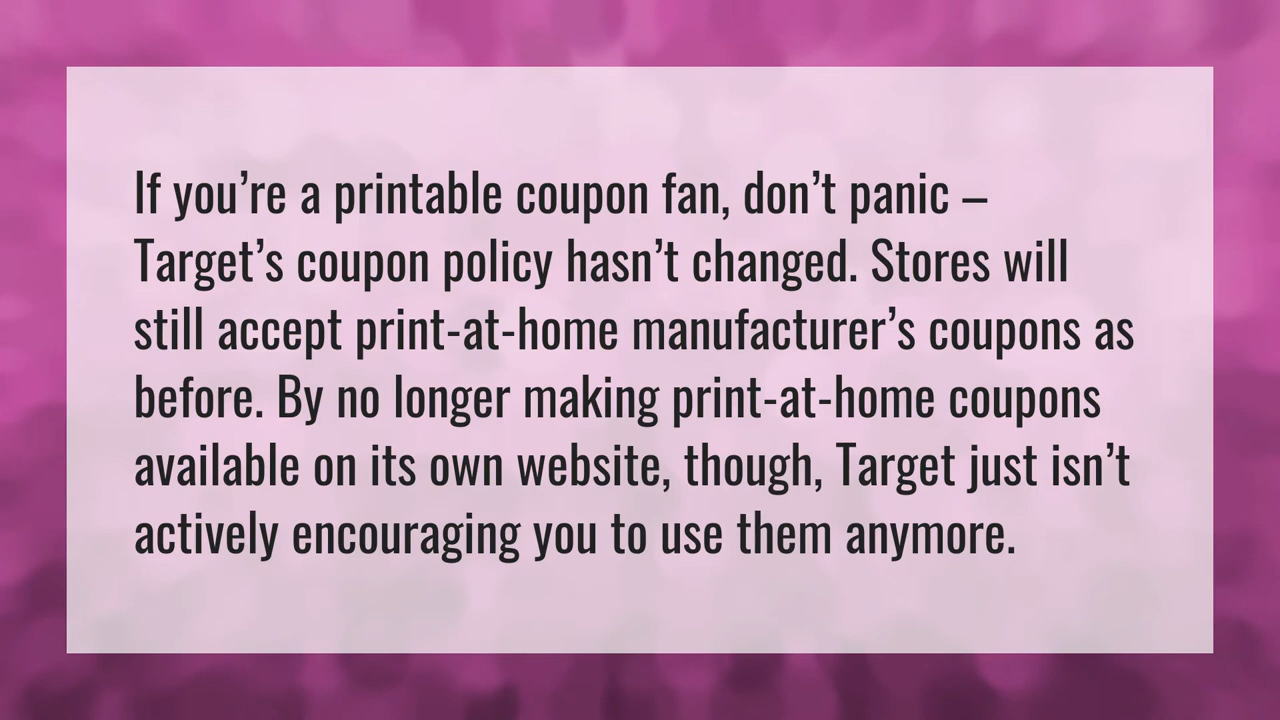 If you’re a printable coupon fan, don’t panic –
Target’s coupon policy hasn’t changed. Stores will
still accept print-at-home manufacturer’s coupons as
before. By no longer making print-at-home coupons
available on its own website, though, Target just isn’t
actively encouraging you to use them anymore.